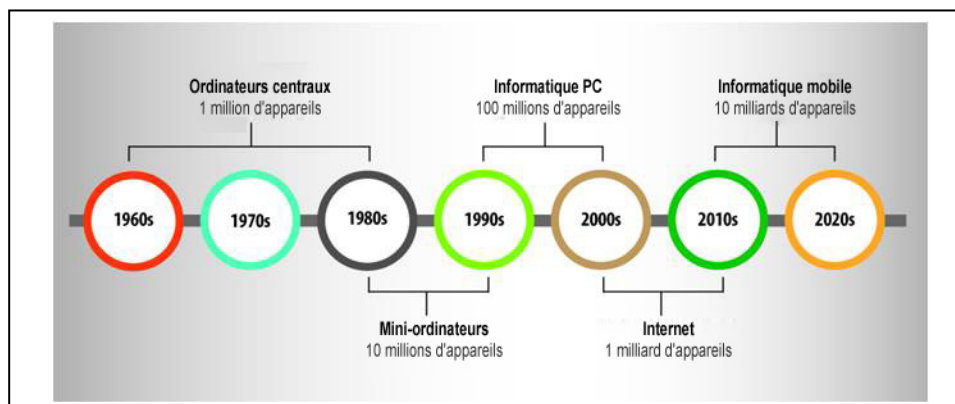 Ordinateurs centraux
1 million d'appareils
Informatique PC
100 millions d'appareils
Informatique mobile
10 milliards d'appareils
1960s
1970s
1980s
1990s
2000s
2010s
2020s
Mini-ordinateurs
10 millions d'appareils
Internet
1 milliard d'appareils